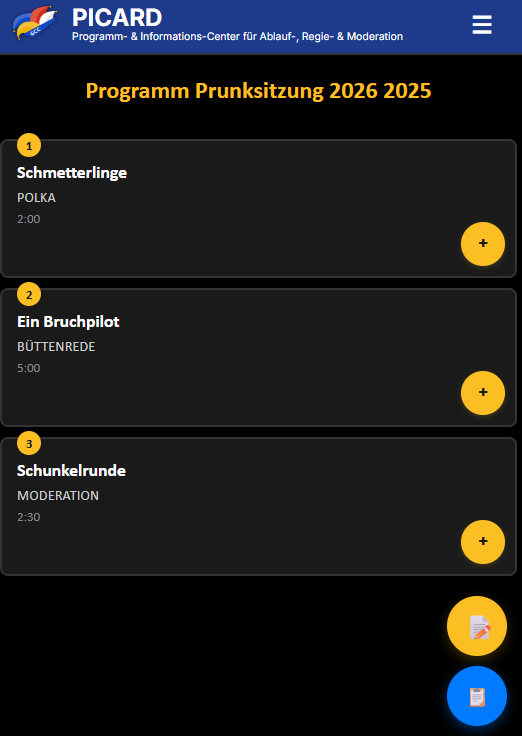 GCC
PICARD
Programm- & Informations-Center für Ablauf-, Regie- & Moderation
Programm Prunksitzung 2026 2025
1
Schmetterlinge
POLKA
2:00
+
2
Ein Bruchpilot
BÜTTENREDE
5:00
+
3
Schunkelrunde
MODERATION
2:30
+